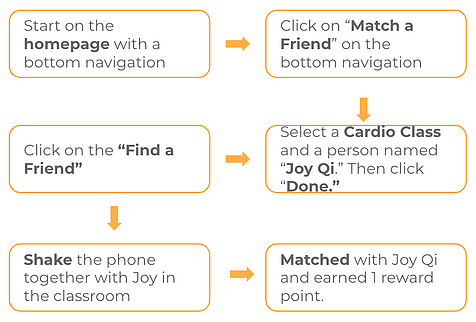 Start on the
homepage with a
bottom navigation
Click on “Match a
Friend” on the
bottom navigation
Click on the “Find a
Friend”
Select a Cardio Class
and a person named
“Joy Qi.” Then click
“Done.”
Shake the phone
together with Joy in
the classroom
Matched with Joy Qi
and earned 1 reward
point.